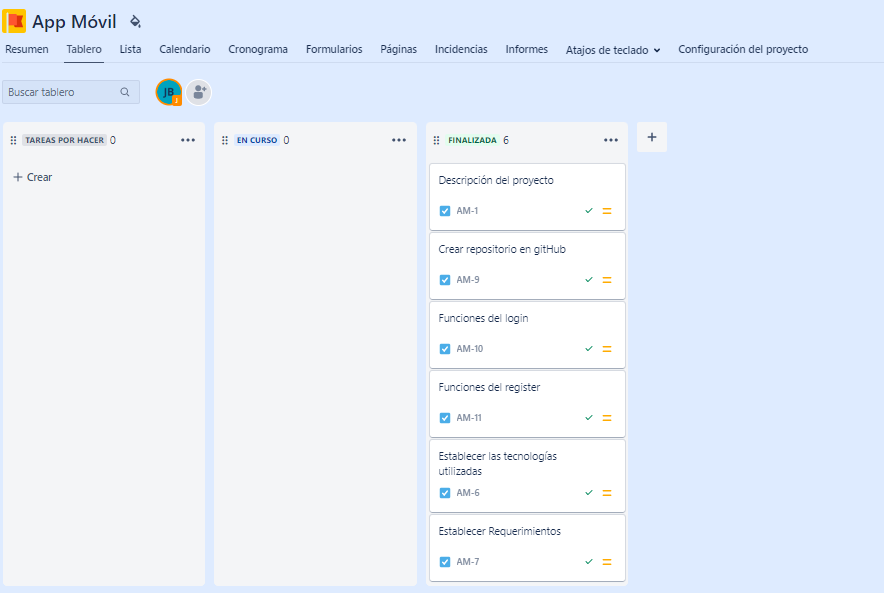 App Móvil
Resumen Tablero Lista Calendario Cronograma Formularios Páginas Incidencias Informes Atajos de teclado Configuración del proyecto
Buscar tablero
JB
TAREAS POR HACER 0
+ Crear
EN CURSO 0
FINALIZADA 6
Descripción del proyecto
AM-1
Crear repositorio en gitHub
AM-9
Funciones del login
AM-10
Funciones del register
AM-11
Establecer las tecnologías
utilizadas
AM-6
Establecer Requerimientos
AM-7